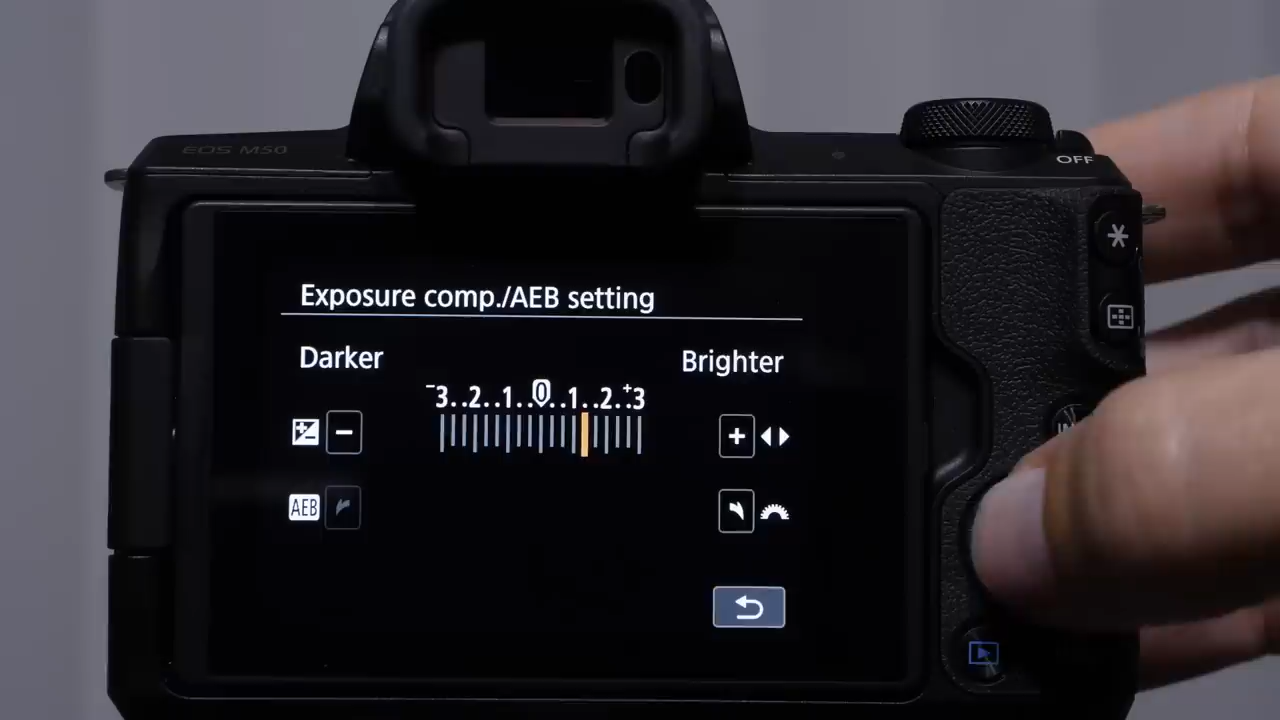 EOS M50
OFF
Exposure comp./AEB setting
Darker
Brighter
-3..2..1..0..1..2..+3
AEB